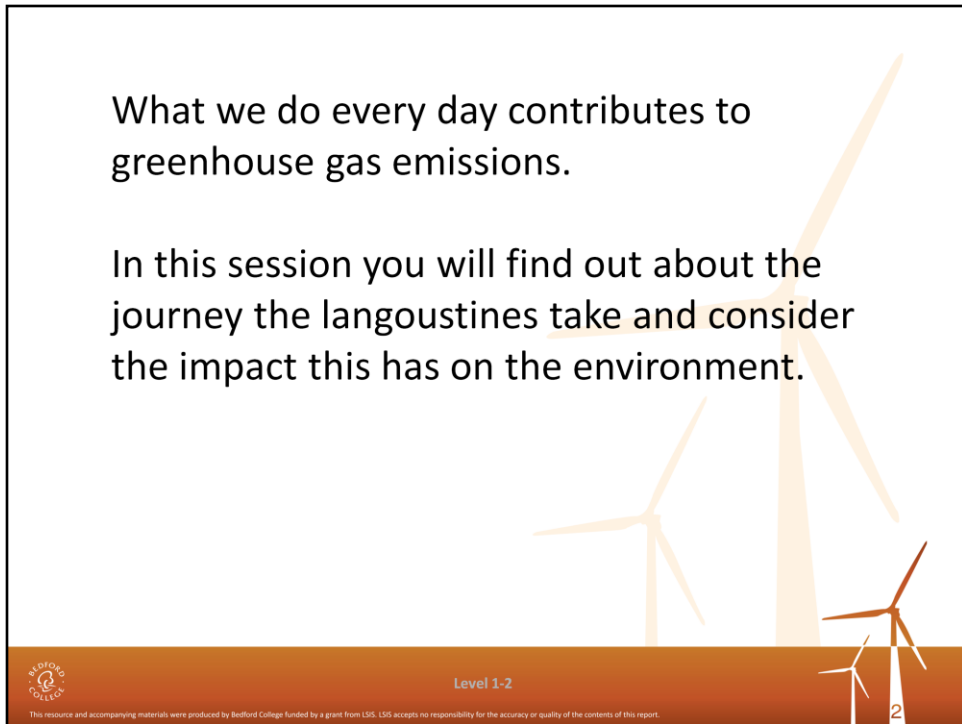 What we do every day contributes to
greenhouse gas emissions.
In this session you will find out about the
journey the langoustines take and consider
the impact this has on the environment.
BEDFORD
COLLEGE
Level 1-2
This resource and accompanying materials were produced by Bedford College funded by a grant from LSIS. LSIS accepts no responsibility for the accuracy or quality of the contents of this report.
2